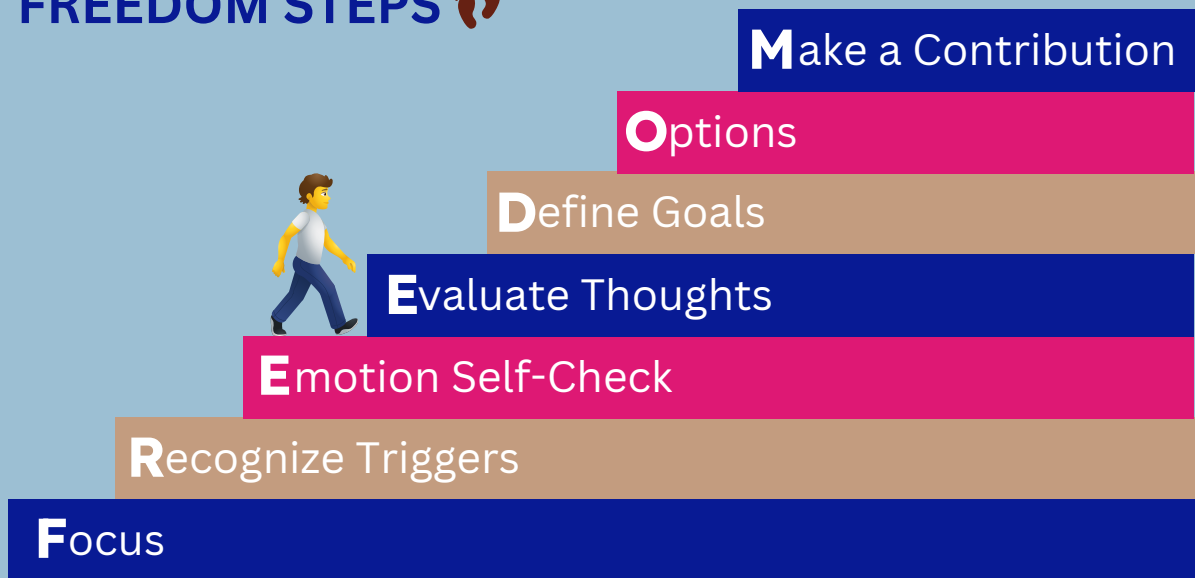 FREEDOM STEPS
Make a Contribution
Options
Define Goals
Evaluate Thoughts
Emotion Self-Check
Recognize Triggers
Focus